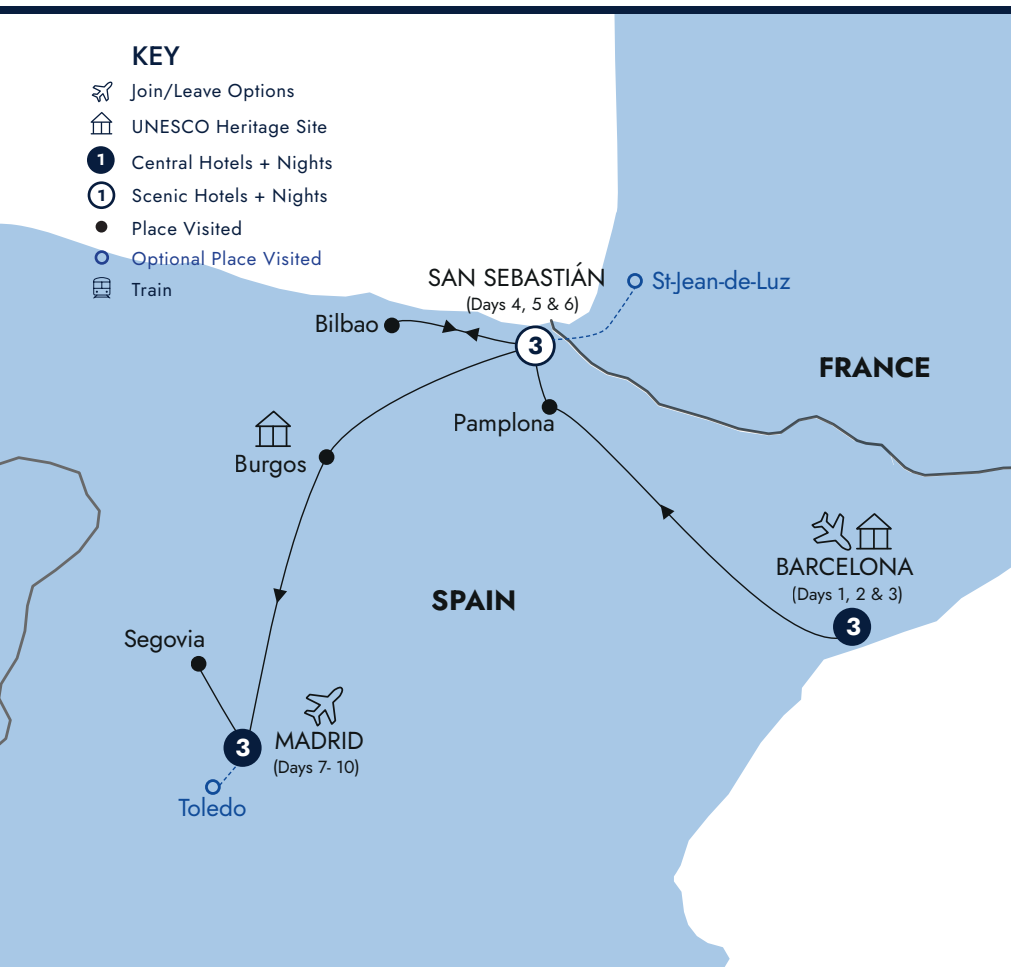 KEY
Join/Leave Options
UNESCO Heritage Site
1 Central Hotels + Nights
1 Scenic Hotels + Nights
Place Visited
Optional Place Visited
Train
SAN SEBASTIÁN
(Days 4, 5 & 6)
St-Jean-de-Luz
Bilbao
3
FRANCE
Pamplona
Burgos
BARCELONA
(Days 1, 2 & 3)
3
SPAIN
Segovia
MADRID
3
(Days 7- 10)
Toledo